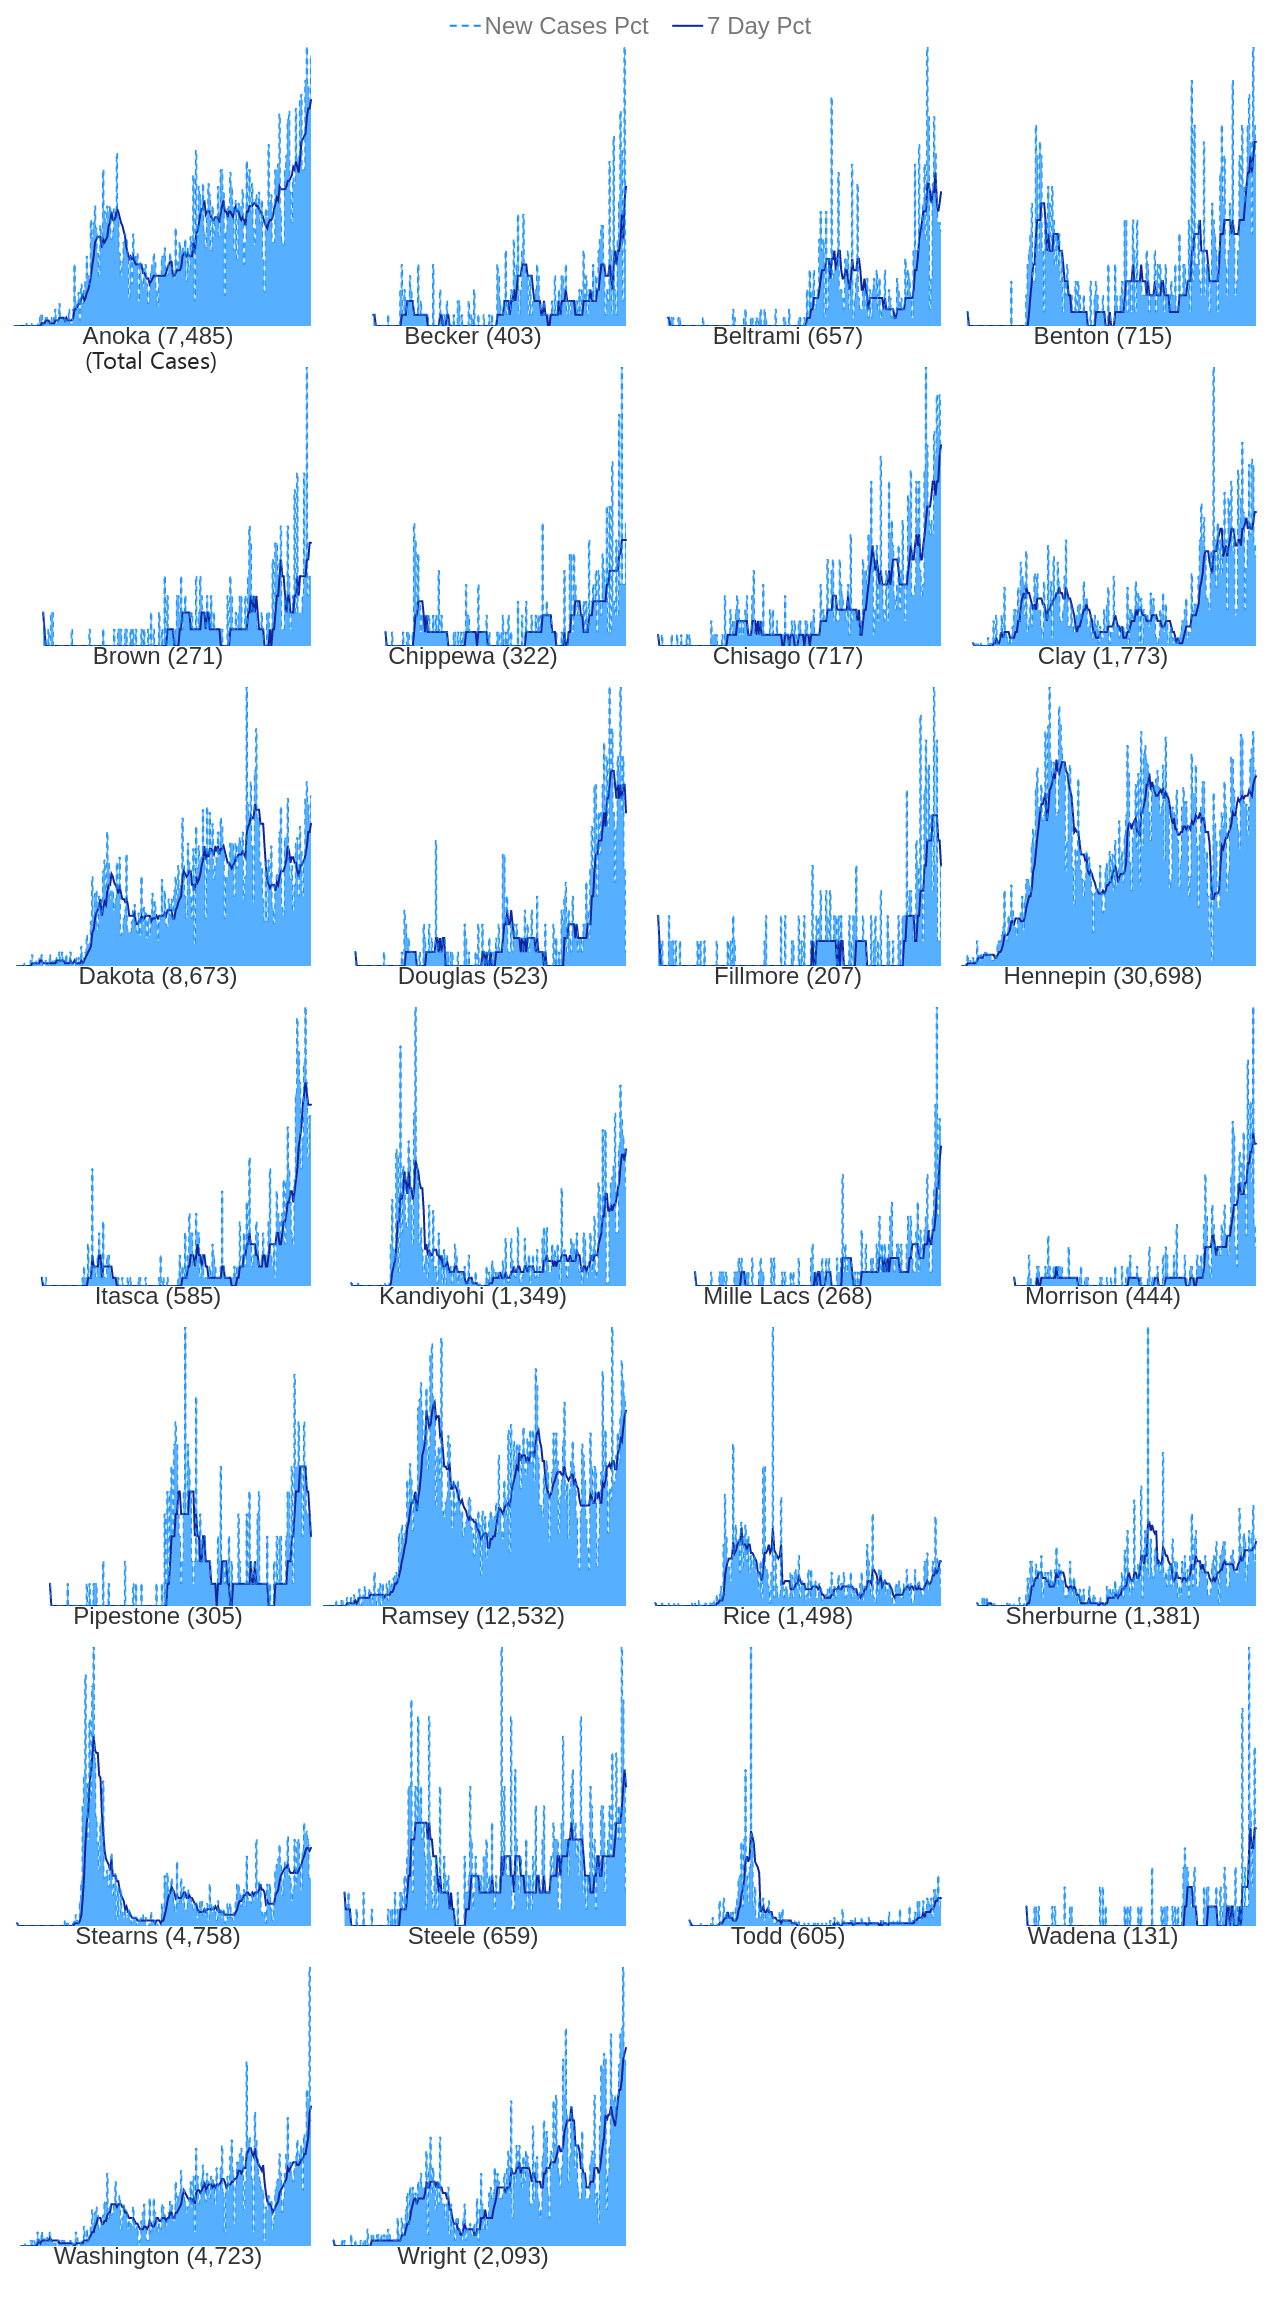 New Cases Pct 7 Day Pct
Anoka (7,485) Becker (403) Beltrami (657) Benton (715)
(Total Cases)
Brown (271) Chippewa (322) Chisago (717) Clay (1,773)
Dakota (8,673) Douglas (523) Fillmore (207) Hennepin (30,698)
Itasca (585) Kandiyohi (1,349) Mille Lacs (268) Morrison (444)
Pipestone (305) Ramsey (12,532) Rice (1,498) Sherburne (1,381)
Stearns (4,758) Steele (659) Todd (605) Wadena (131)
Washington (4,723) Wright (2,093)